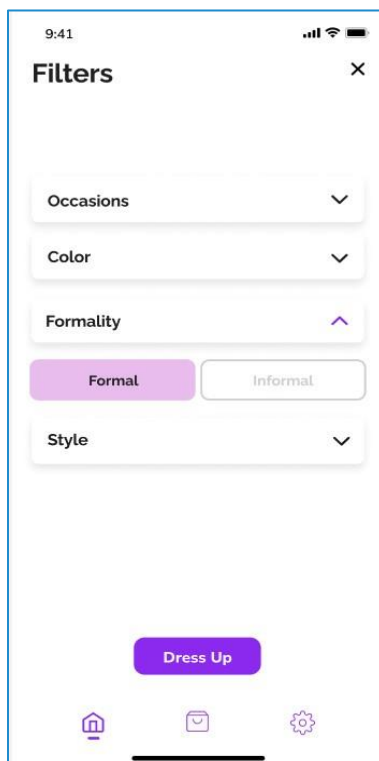 9:41
Filters
Occasions
Color
Formality
Formal Informal
Style
Dress Up